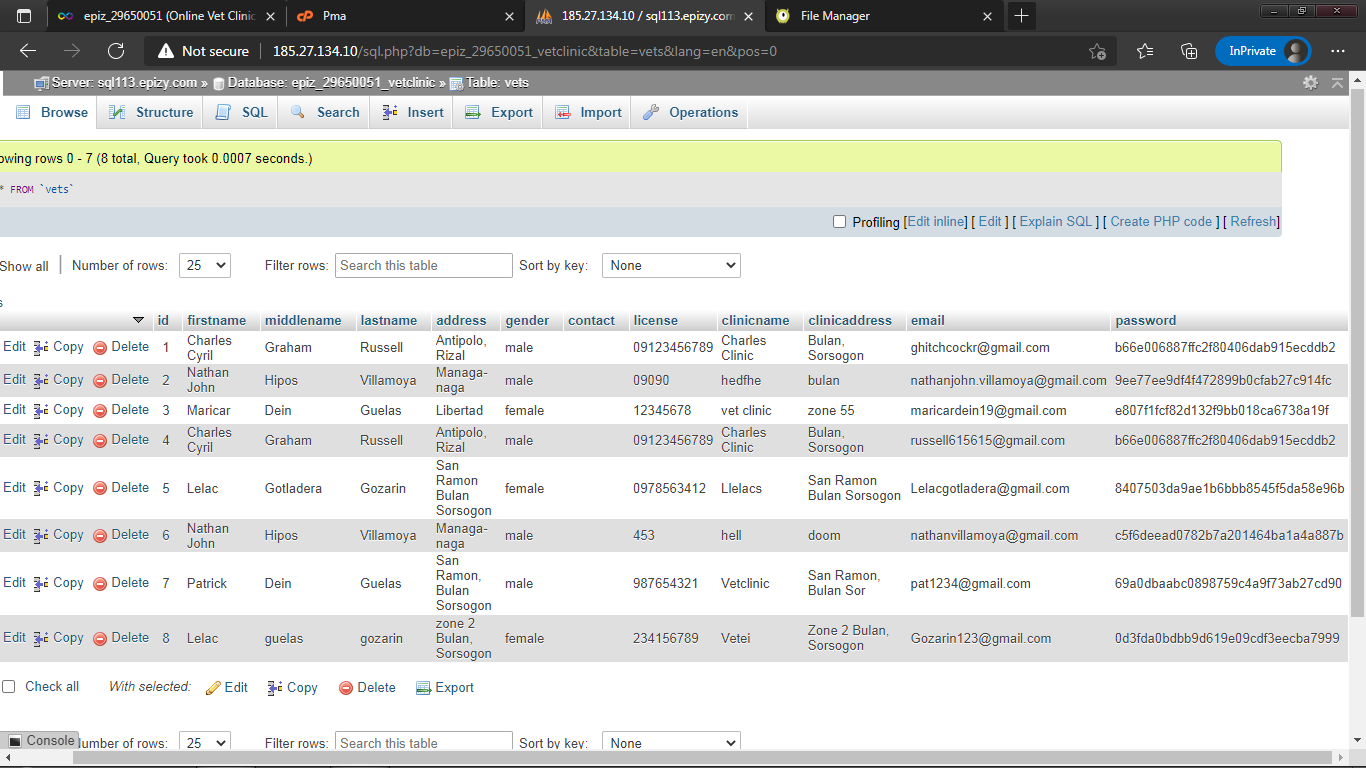 epiz_29650051 (Online Vet Clinic
Pma
185.27.134.10 / sql113.epizy.com
File Manager
Not secure 185.27.134.10/sql.php?db=epiz_29650051_vetclinic&table=vets&lang=en&pos=0
InPrivate
Server: sql113.epizy.com » Database: epiz_29650051_vetclinic » Table: vets
Browse Structure SQL Search Insert Export Import Operations
owing rows 0 - 7 (8 total, Query took 0.0007 seconds.)
* FROM `vets`
Profiling [Edit inline] [ Edit ] [ Explain SQL ] [ Create PHP code ] [ Refresh]
Show all Number of rows: 25 Filter rows: Search this table Sort by key: None
s
id firstname middlename lastname address gender contact license clinicname clinicaddress email password
Edit Copy Delete 1 Charles Cyril Graham Russell Antipolo, Rizal male 09123456789 Charles Clinic Bulan, Sorsogon ghitchcockr@gmail.com b66e006887ffc2f80406dab915ecddb2
Edit Copy Delete 2 Nathan John Hipos Villamoya Managa-naga male 09090 hedfhe bulan nathanjohn.villamoya@gmail.com 9ee77ee9df4f472899b0cfab27c914fc
Edit Copy Delete 3 Maricar Dein Guelas Libertad female 12345678 vet clinic zone 55 maricardein19@gmail.com e807f1fcf82d132f9bb018ca6738a19f
Edit Copy Delete 4 Charles Cyril Graham Russell Antipolo, Rizal male 09123456789 Charles Clinic Bulan, Sorsogon russell615615@gmail.com b66e006887ffc2f80406dab915ecddb2
Edit Copy Delete 5 Lelac Gotladera Gozarin San Ramon Bulan Sorsogon female 0978563412 Llelacs San Ramon Bulan Sorsogon Lelacgotladera@gmail.com 8407503da9ae1b6bbb8545f5da58e96b
Edit Copy Delete 6 Nathan John Hipos Villamoya Managa-naga male 453 hell doom nathanvillamoya@gmail.com c5f6deead0782b7a201464ba1a4a887b
Edit Copy Delete 7 Patrick Dein Guelas San Ramon, Bulan Sorsogon male 987654321 Vetclinic San Ramon, Bulan Sor pat1234@gmail.com 69a0dbaabc0898759c4a9f73ab27cd90
Edit Copy Delete 8 Lelac guelas gozarin zone 2 Bulan, Sorsogon female 234156789 Vetei Zone 2 Bulan, Sorsogon Gozarin123@gmail.com 0d3fda0bdbb9d619e09cdf3eecba7999
Check all With selected: Edit Copy Delete Export
Console umber of rows: 25 Filter rows: Search this table Sort by key: None